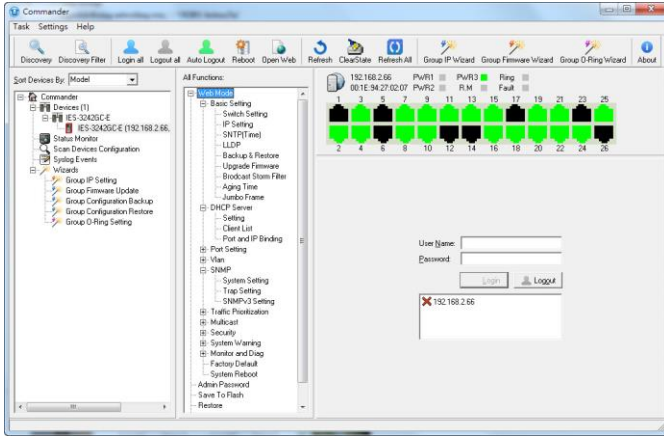 Commander
Task Settings Help
Discovery Discovery Filter Login all Logout all Auto Logout Reboot Open Web Refresh ClearState Refresh All Group IP Wizard Group Firmware Wizard Group O-Ring Wizard About
Sort Devices By: Model
Commander
Devices (1)
IES-3242GC-E
IES-3242GC-E (192.168.2.66,
Status Monitor
Scan Devices Configuration
Syslog Events
Wizards
Group IP Setting
Group Firmware Update
Group Configuration Backup
Group Configuration Restore
Group O-Ring Setting
All Functions:
Web Mode
Basic Setting
Switch Setting
IP Setting
SNTP(Time)
LLDP
Backup & Restore
Upgrade Firmware
Brodcast Storm Filter
Aging Time
Jumbo Frame
DHCP Server
Setting
Client List
Port and IP Binding
Port Setting
Vlan
SNMP
System Setting
Trap Setting
SNMPv3 Setting
Traffic Prioritization
Multicast
Security
System Warning
Monitor and Diag
Factory Default
System Reboot
Admin Password
Save To Flash
Restore
192.168.2.66 PWR1 PWR3 Ring
00:1E:94:27:02:07 PWR2 R.M Fault
1 3 5 7 9 11 13 15 17 19 21 23 25
2 4 6 8 10 12 14 16 18 20 22 24 26
User Name:
Password:
Login Logout
192.168.2.66